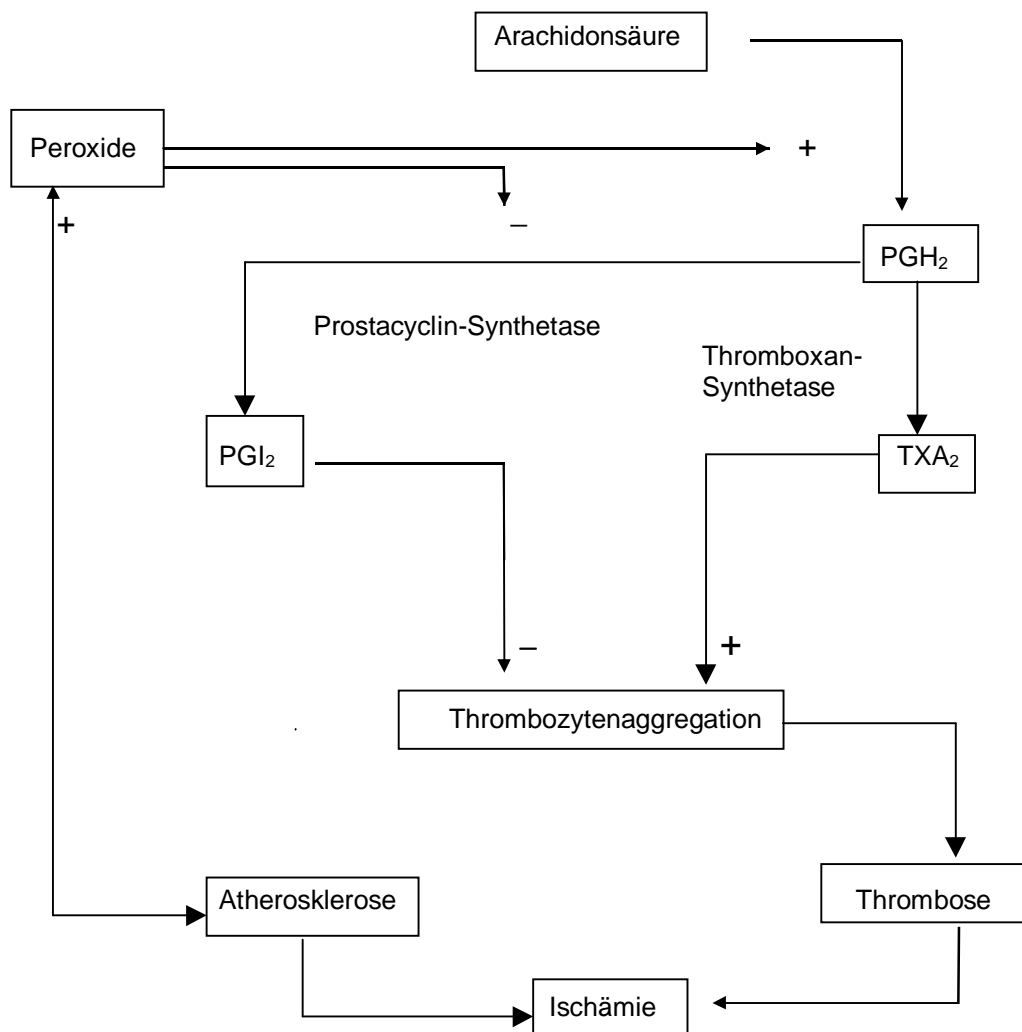 Arachidonsäure
Peroxide
+
+
–
PGH₂
Prostacyclin-Synthetase
Thromboxan-
Synthetase
PGI₂
TXA₂
–
+
Thrombozytenaggregation
Atherosklerose
Thrombose
Ischämie